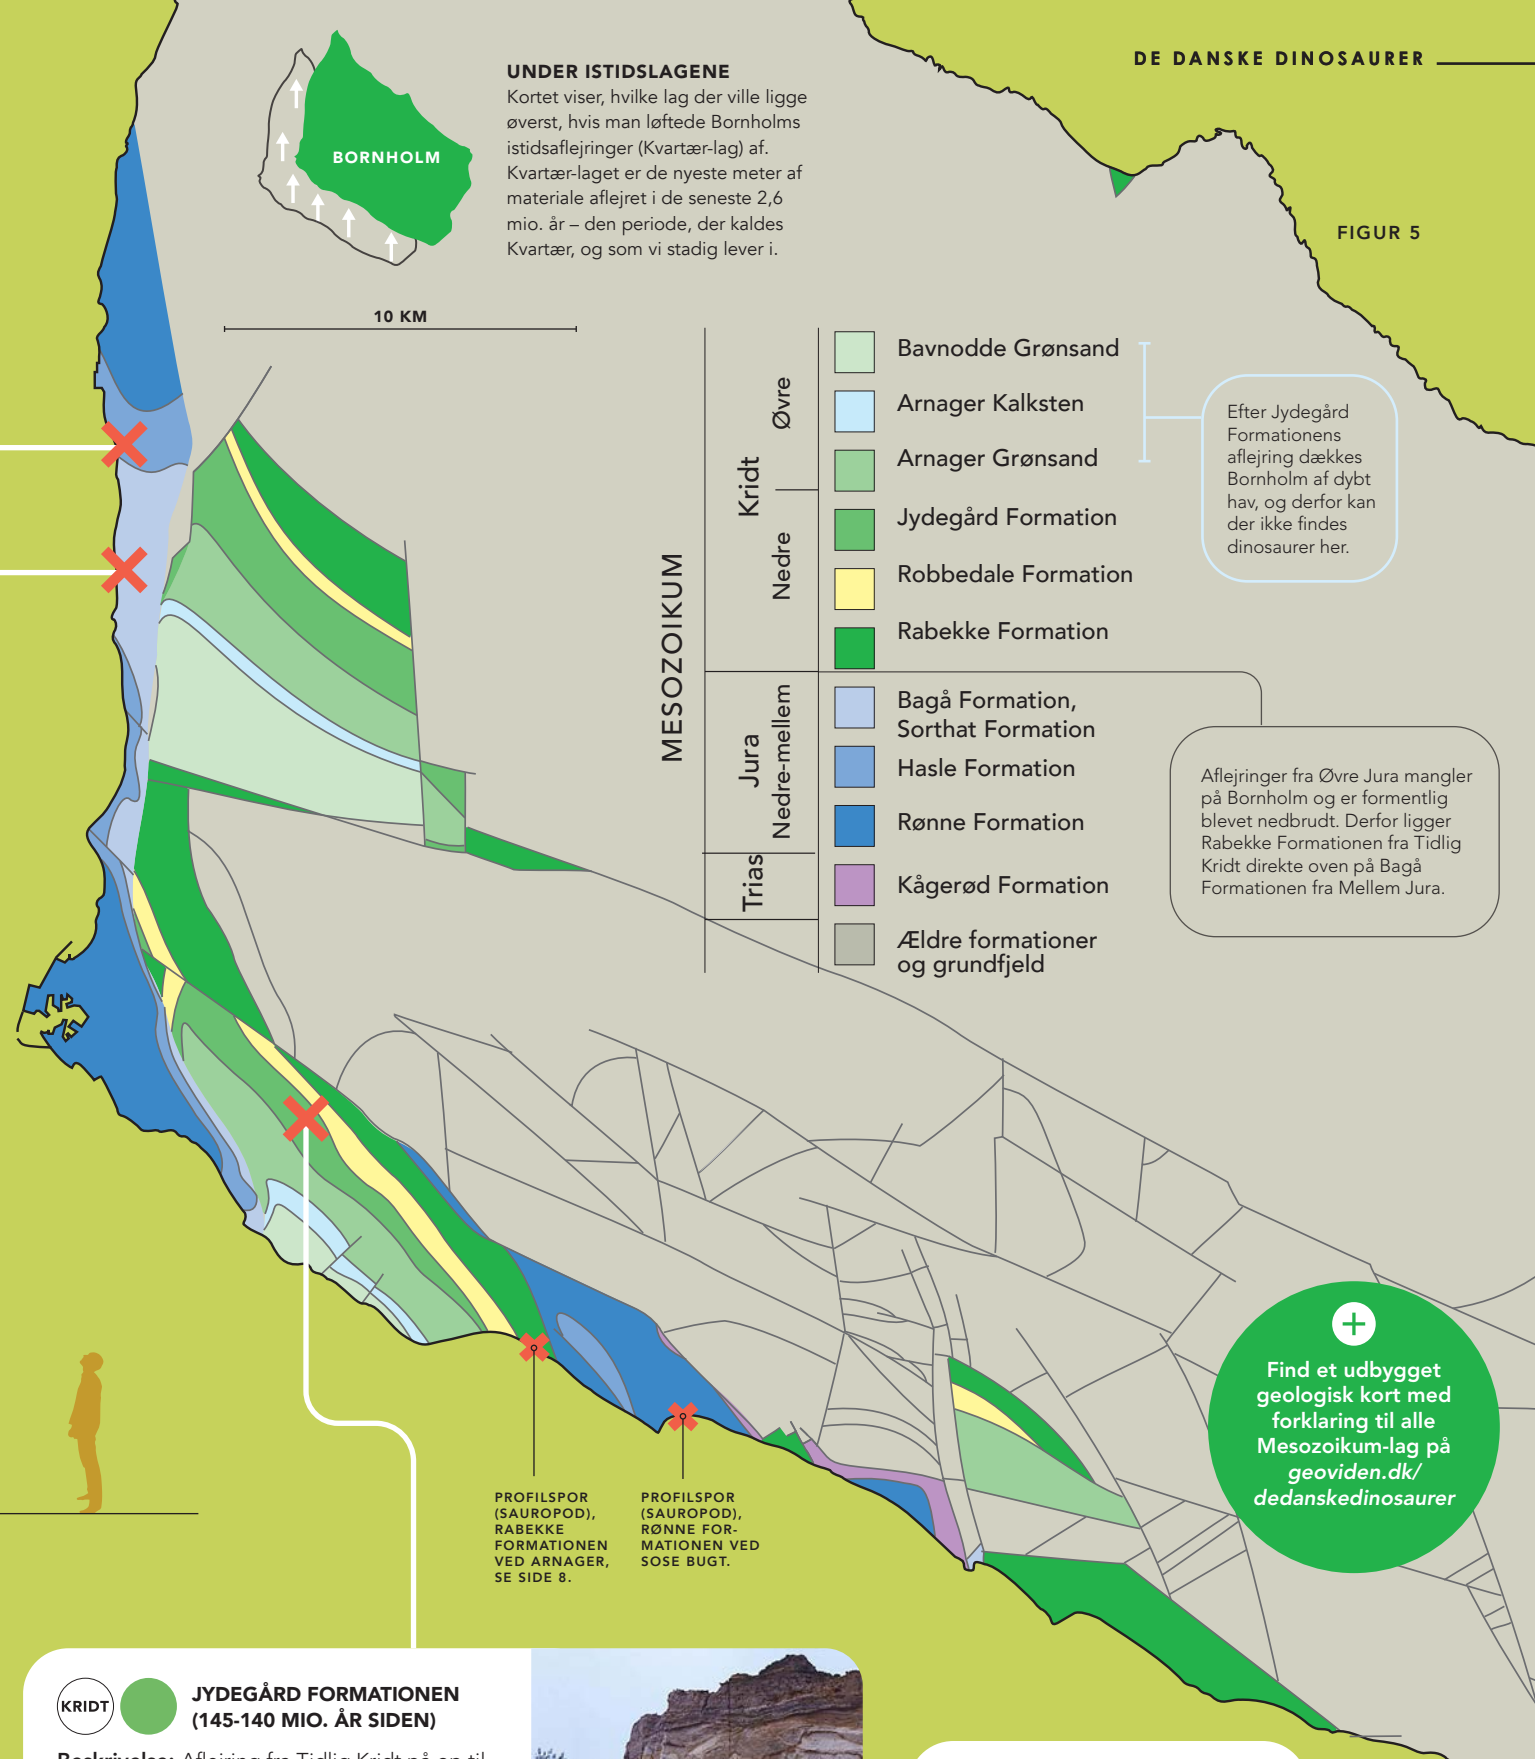 DE DANSKE DINOSAURER
UNDER ISTIDSLAGENE
Kortet viser, hvilke lag der ville ligge
øverst, hvis man løftede Bornholms
istidsaflejringer (Kvartær-lag) af.
Kvartær-laget er de nyeste meter af
materiale aflejret i de seneste 2,6
mio. år – den periode, der kaldes
Kvartær, og som vi stadig lever i.
BORNHOLM
FIGUR 5
10 KM
MESOZOIKUM
Kridt
Øvre
Nedre
Jura
Nedre-mellem
Trias
Bavnodde Grønsand
Arnager Kalksten
Arnager Grønsand
Jydegård Formation
Robbedale Formation
Rabekke Formation
Bagå Formation,
Sorthat Formation
Hasle Formation
Rønne Formation
Kågerød Formation
Ældre formationer
og grundfjeld
Efter Jydegård
Formationens
aflejring dækkes
Bornholm af dybt
hav, og derfor kan
der ikke findes
dinosaurer her.
Aflejringer fra Øvre Jura mangler
på Bornholm og er formentlig
blevet nedbrudt. Derfor ligger
Rabekke Formationen fra Tidlig
Kridt direkte oven på Bagå
Formationen fra Mellem Jura.
Find et udbygget
geologisk kort med
forklaring til alle
Mesozoikum-lag på
geoviden.dk/
dedanskedinosaurer
PROFILSPOR
(SAUROPOD),
RABEKKE
FORMATIONEN
VED ARNAGER,
SE SIDE 8.
PROFILSPOR
(SAUROPOD),
RØNNE FOR-
MATIONEN VED
SOSE BUGT.
KRIDT
JYDEGÅRD FORMATIONEN
(145-140 MIO. ÅR SIDEN)
Beskrivelse: Aflejring fra Tidlig Kridt på en til